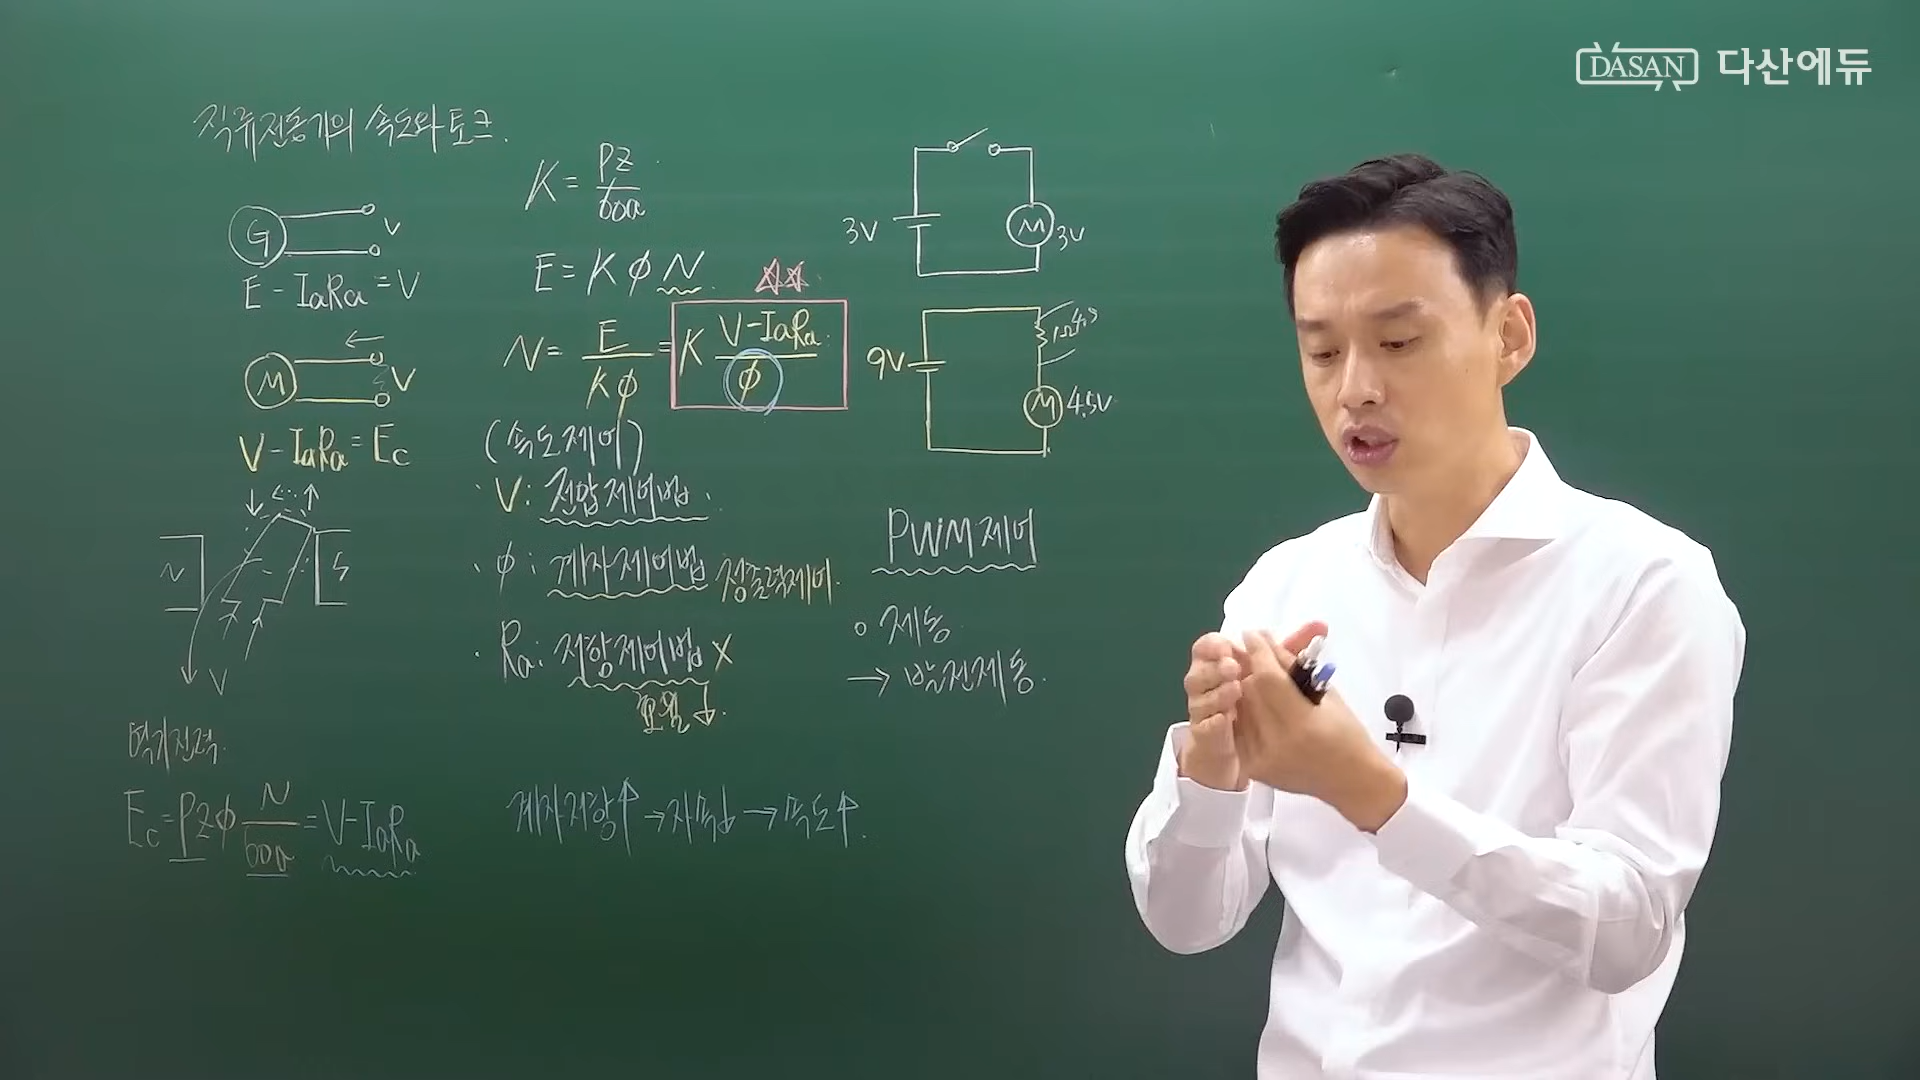 DASAN 다산에듀
직류전동기의 속도와 토크.
G V
E - IaRa = V
M V
V - IaRa = Ec
N S
V
역기전력.
Ec = PZφ N/60a = V-IaRa
K = PZ/60a
E = KφN
N = E/Kφ = K V-IaRa/φ
(속도제어)
· V : 전압제어법.
· φ : 계자제어법 정출력제어.
· Ra : 저항제어법 X
효율↓.
계자저항↑ → 자속↓ → 속도↑.
3V M 3V
9V 1Ω 4.5 M 4.5V
PWM제어
o 제동
→ 발전제동.